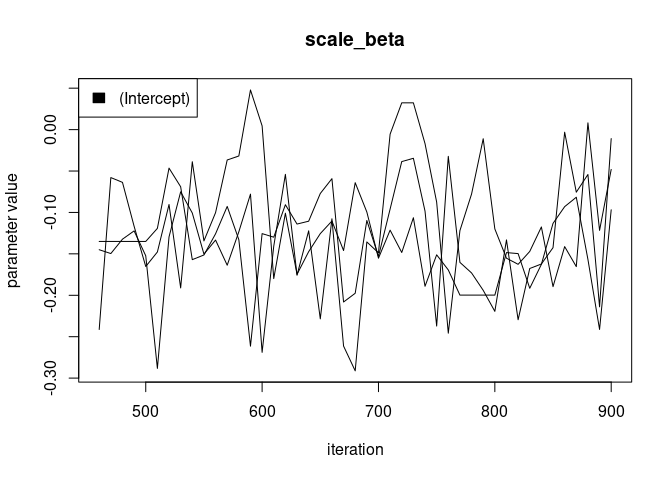 scale_beta
(Intercept)
0.00
-0.10
-0.20
-0.30
parameter value
500 600 700 800 900
iteration